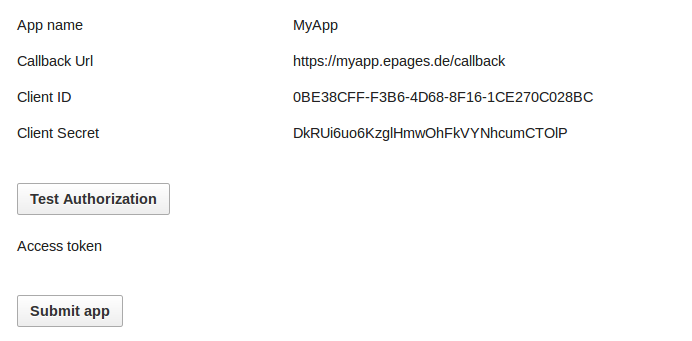 App name MyApp
Callback Url https://myapp.epages.de/callback
Client ID 0BE38CFF-F3B6-4D68-8F16-1CE270C028BC
Client Secret DkRUi6uo6KzglHmwOhFkVYNhcumCTOlP
Test Authorization
Access token
Submit app